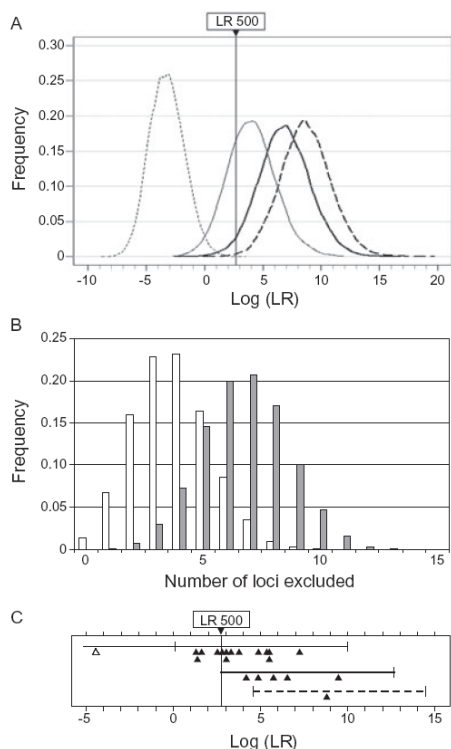 A
LR 500
0.30
0.25
0.20
0.15
0.10
0.05
0
Frequency
-10 -5 0 5 10 15 20
Log (LR)
B
0.25
0.20
0.15
0.10
0.05
0
Frequency
0 5 10 15
Number of loci excluded
C
LR 500
-5 0 5 10 15
Log (LR)